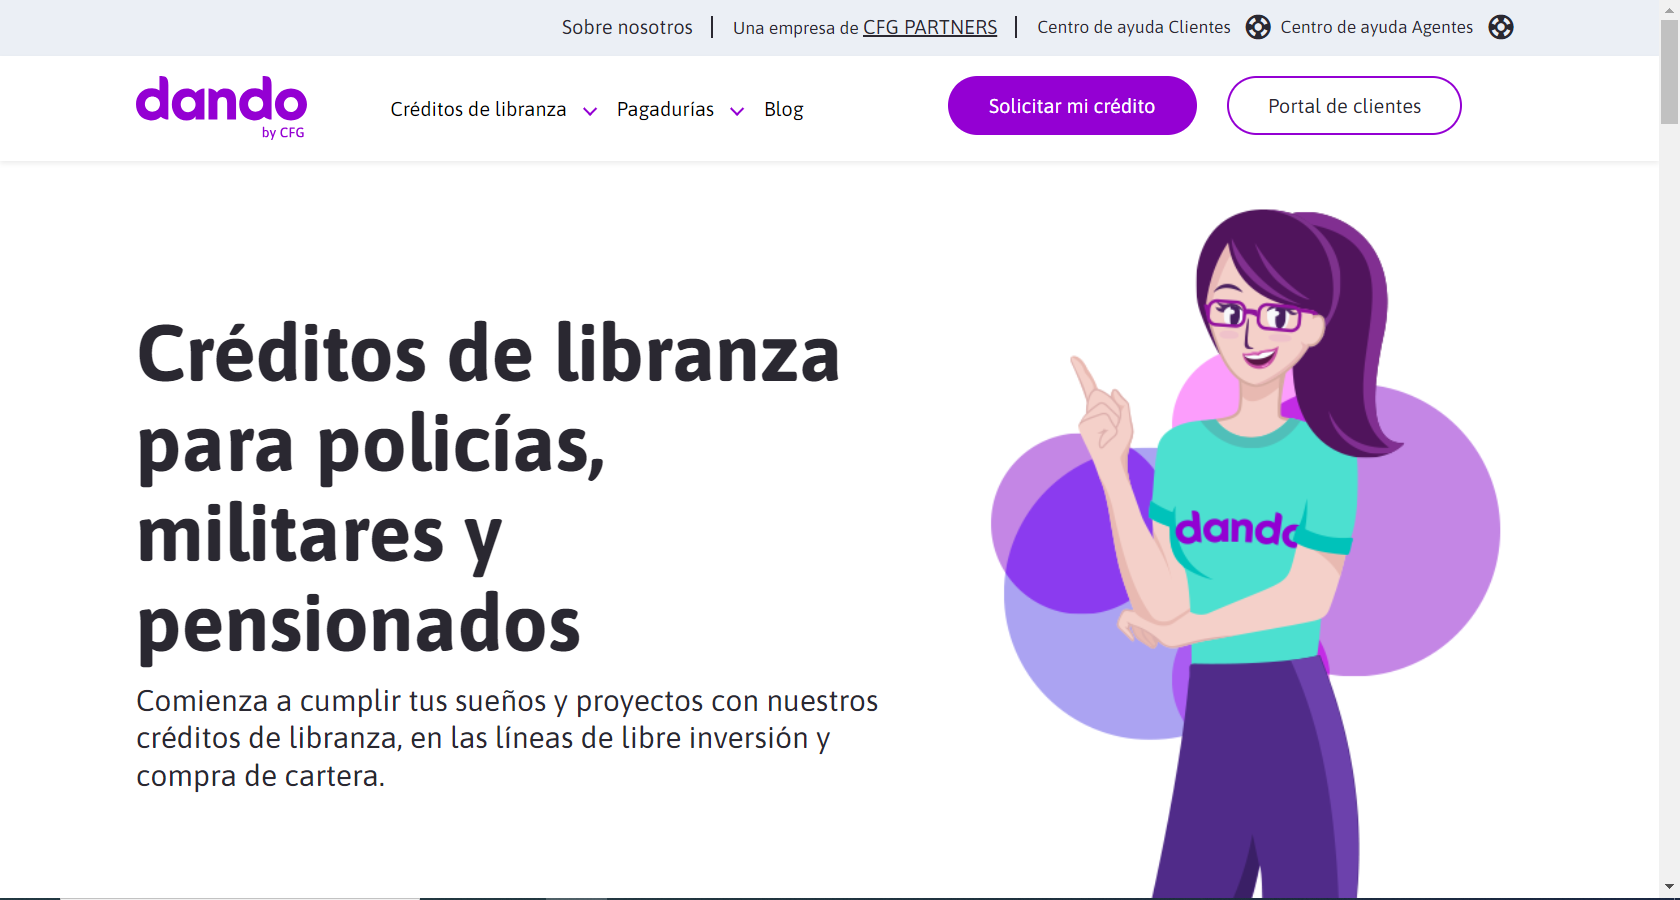 Sobre nosotros | Una empresa de CFG PARTNERS | Centro de ayuda Clientes Centro de ayuda Agentes
dando
by CFG
Créditos de libranza Pagadurías Blog
Solicitar mi crédito
Portal de clientes
Créditos de libranza
para policías,
militares y
pensionados
Comienza a cumplir tus sueños y proyectos con nuestros
créditos de libranza, en las líneas de libre inversión y
compra de cartera.
dando